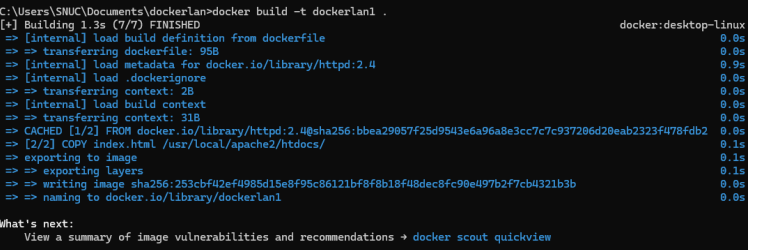 C:\Users\SNUC\Documents\dockerlan>docker build -t dockerlan1 .
[+] Building 1.3s (7/7) FINISHED docker:desktop-linux
=> [internal] load build definition from dockerfile 0.0s
=> => transferring dockerfile: 95B 0.0s
=> [internal] load metadata for docker.io/library/httpd:2.4 0.9s
=> [internal] load .dockerignore 0.0s
=> => transferring context: 2B 0.0s
=> [internal] load build context 0.0s
=> => transferring context: 31B 0.0s
=> CACHED [1/2] FROM docker.io/library/httpd:2.4@sha256:bbea29057f25d9543e6a96a8e3cc7c7c937206d20eab2323f478fdb2 0.0s
=> [2/2] COPY index.html /usr/local/apache2/htdocs/ 0.1s
=> exporting to image 0.1s
=> => exporting layers 0.1s
=> => writing image sha256:253cbf42ef4985d15e8f95c86121bf8f8b18f48dec8fc90e497b2f7cb4321b3b 0.0s
=> => naming to docker.io/library/dockerlan1 0.0s
What's next:
View a summary of image vulnerabilities and recommendations → docker scout quickview